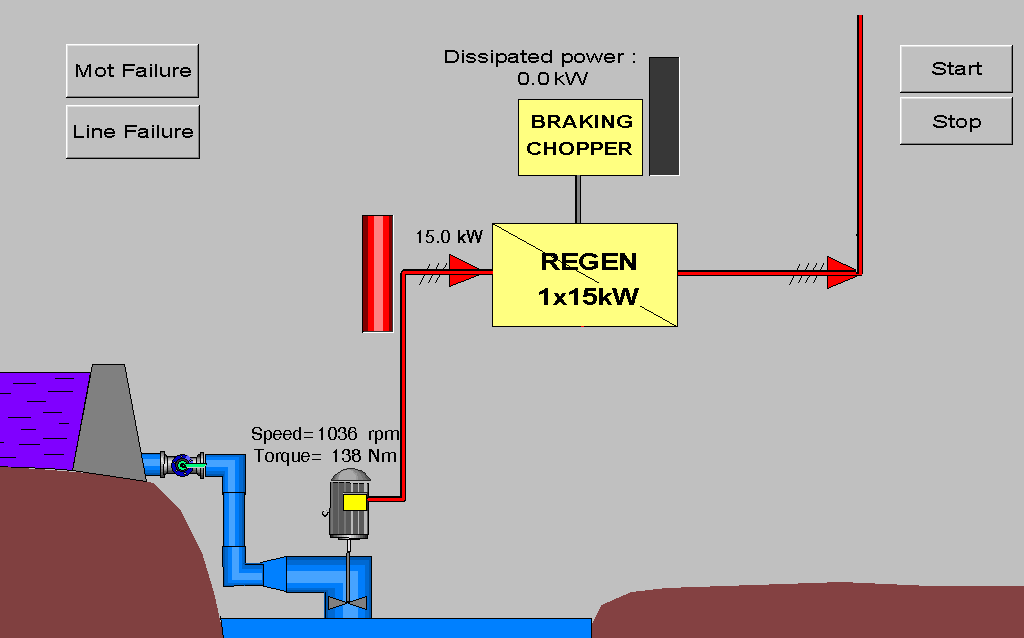 Mot Failure
Line Failure
Dissipated power :
0.0 kW
BRAKING
CHOPPER
Start
Stop
15.0 kW
REGEN
1x15kW
Speed= 1036 rpm
Torque= 138 Nm